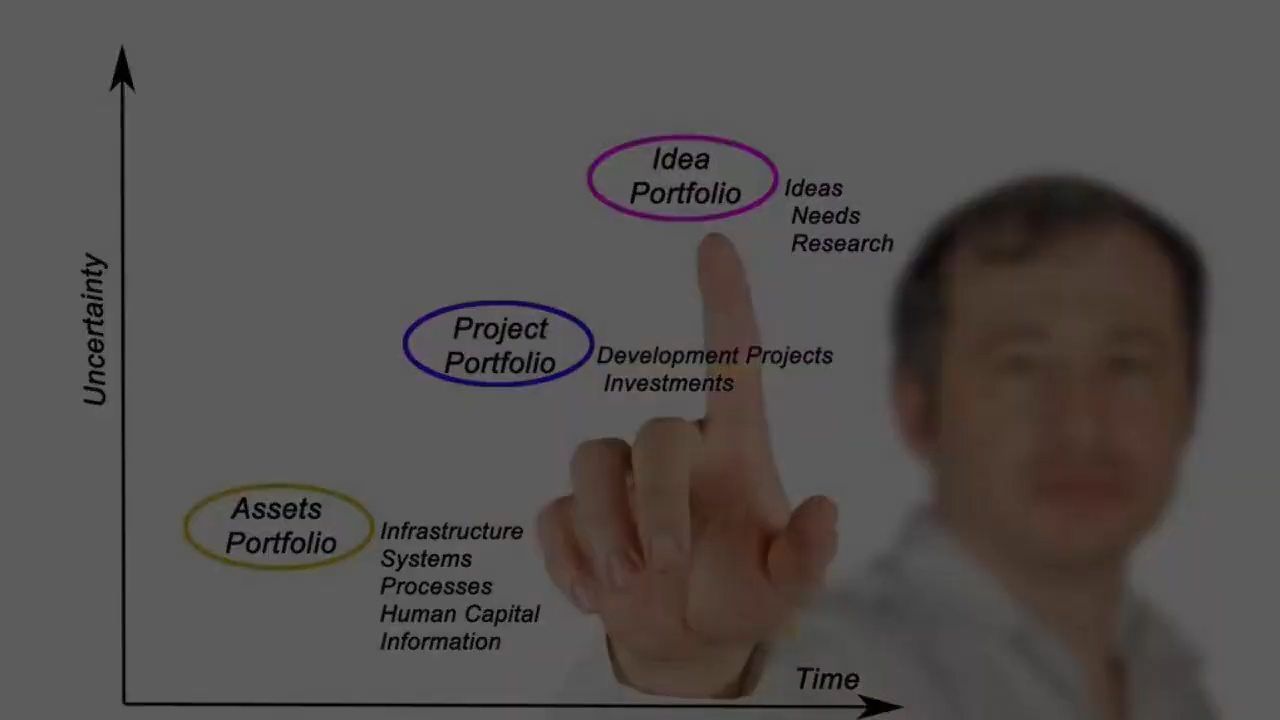 Idea
Portfolio
Ideas
Needs
Research
Project
Portfolio
Development Projects
Investments
Assets
Portfolio
Infrastructure
Systems
Processes
Human Capital
Information
Uncertainty
Time